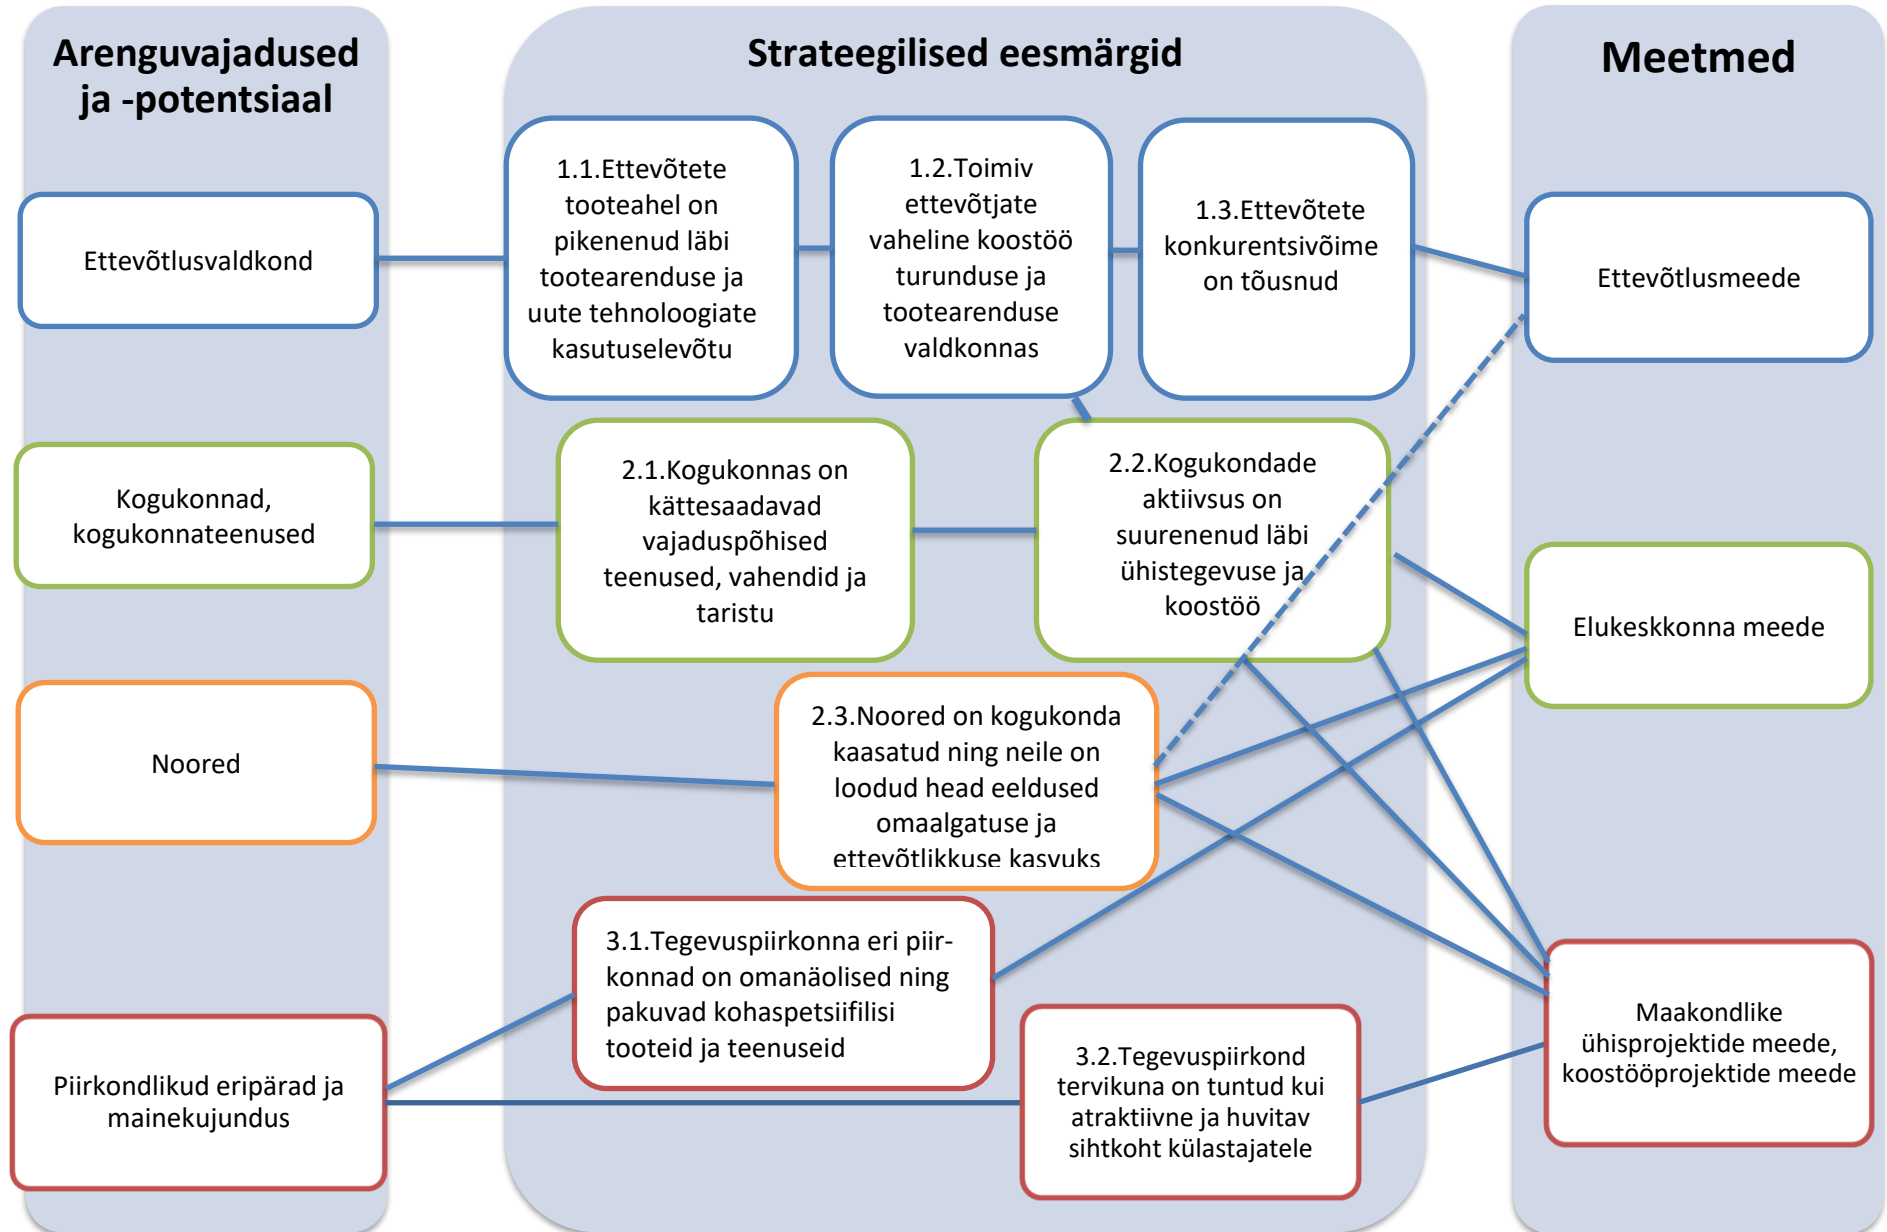 Arenguvajadused
ja -potentsiaal
Strateegilised eesmärgid
Meetmed
Ettevõtlusvaldkond
1.1.Ettevõtete
tooteahel on
pikenenud läbi
tootearenduse ja
uute tehnoloogiate
kasutuselevõtu
1.2.Toimiv
ettevõtjate
vaheline koostöö
turunduse ja
tootearenduse
valdkonnas
1.3.Ettevõtete
konkurentsivõime
on tõusnud
Ettevõtlusmeede
Kogukonnad,
kogukonnateenused
2.1.Kogukonnas on
kättesaadavad
vajaduspõhised
teenused, vahendid ja
taristu
2.2.Kogukondade
aktiivsus on
suurenenud läbi
ühistegevuse ja
koostöö
Elukeskkonna meede
Noored
2.3.Noored on kogukonda
kaasatud ning neile on
loodud head eeldused
omaalgatuse ja
ettevõtlikkuse kasvuks
Piirkondlikud eripärad ja
mainekujundus
3.1.Tegevuspiirkonna eri piir-
konnad on omanäolised ning
pakuvad kohaspetsiifilisi
tooteid ja teenuseid
3.2.Tegevuspiirkond
tervikuna on tuntud kui
atraktiivne ja huvitav
sihtkoht külastajatele
Maakondlike
ühisprojektide meede,
koostööprojektide meede